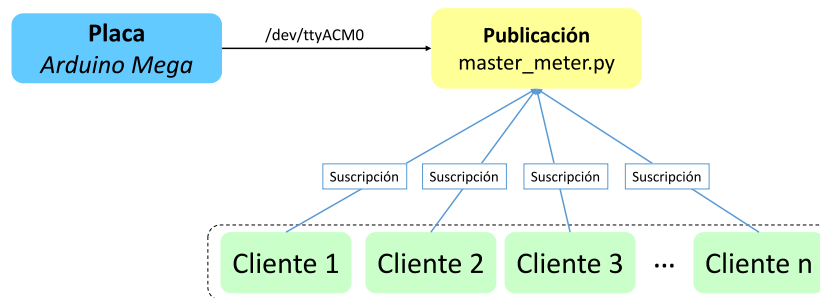 Placa
Arduino Mega
/dev/ttyACM0
Publicación
master_meter.py
Suscripción
Suscripción
Suscripción
Suscripción
Cliente 1
Cliente 2
Cliente 3
...
Cliente n